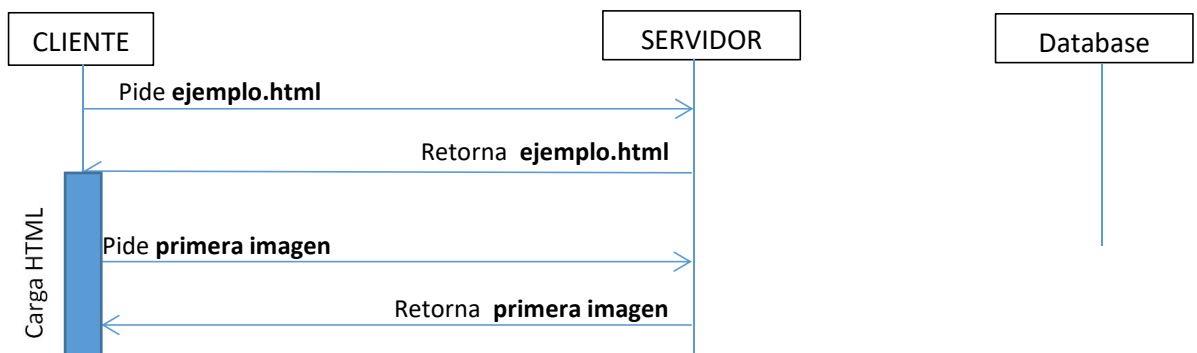 CLIENTE
SERVIDOR
Database
Pide ejemplo.html
Retorna ejemplo.html
Carga HTML
Pide primera imagen
Retorna primera imagen